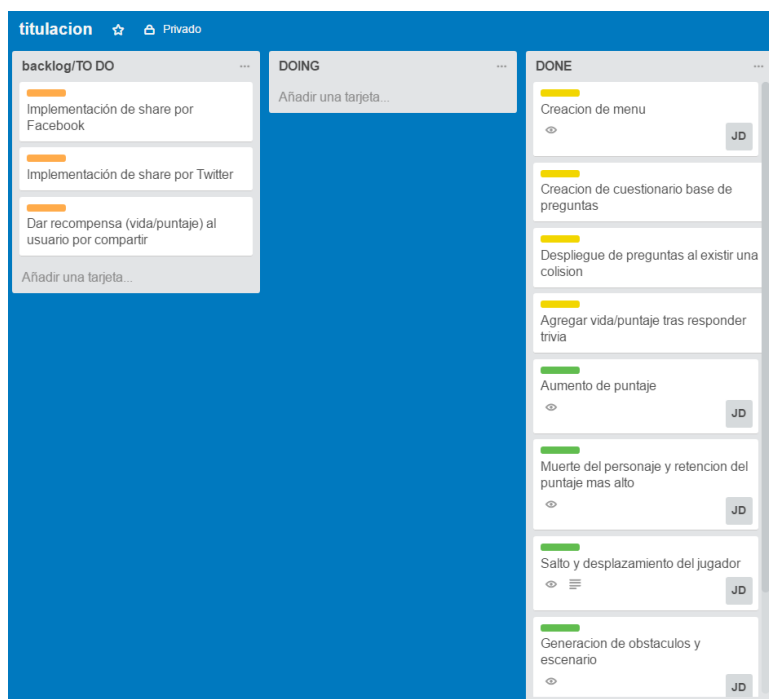 titulacion
Privado
backlog/TO DO
Implementación de share por
Facebook
Implementación de share por Twitter
Dar recompensa (vida/puntaje) al
usuario por compartir
Añadir una tarjeta...
DOING
Añadir una tarjeta...
DONE
Creacion de menu
JD
Creacion de cuestionario base de
preguntas
Despliegue de preguntas al existir una
colision
Agregar vida/puntaje tras responder
trivia
Aumento de puntaje
JD
Muerte del personaje y retencion del
puntaje mas alto
JD
Salto y desplazamiento del jugador
JD
Generacion de obstaculos y
escenario
JD